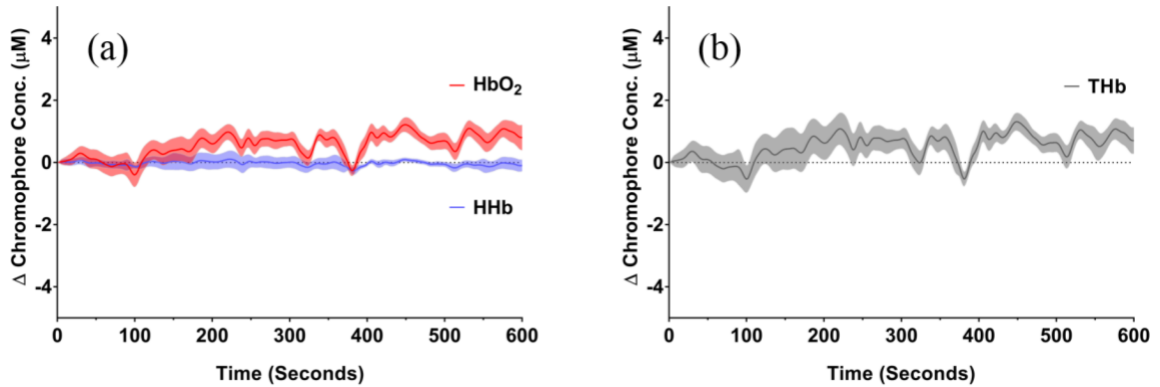 (a)
Δ Chromophore Conc. (µM)
4
2
0
-2
-4
HbO2
HHb
0 100 200 300 400 500 600
Time (Seconds)
(b)
Δ Chromophore Conc. (µM)
4
2
0
-2
-4
THb
0 100 200 300 400 500 600
Time (Seconds)